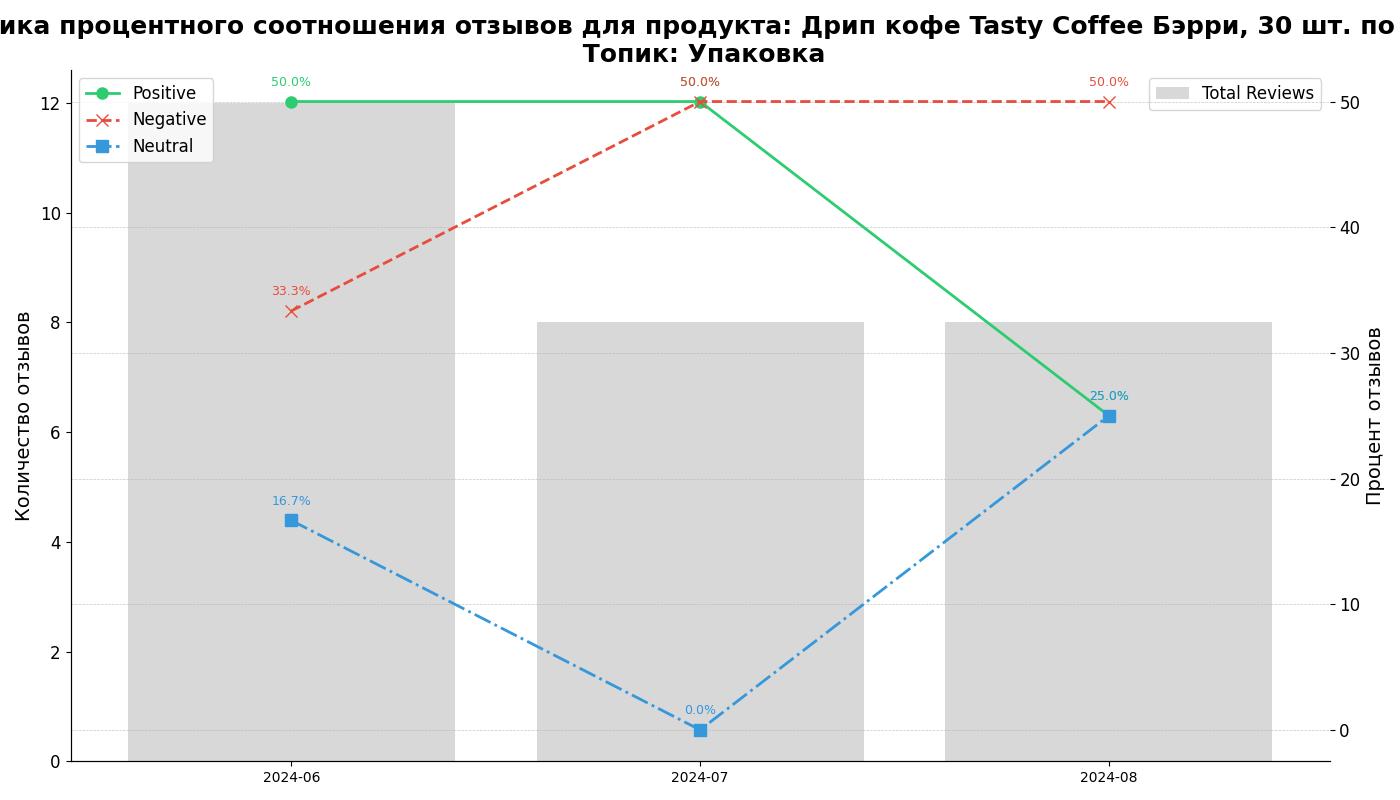 ика процентного соотношения отзывов для продукта: Дрип кофе Tasty Coffee Бэрри, 30 шт. по
Топик: Упаковка
Positive
Negative
Neutral
Total Reviews
50.0%
50.0%
50.0%
33.3%
25.0%
16.7%
0.0%
Количество отзывов
12
10
8
6
4
2
0
Процент отзывов
50
40
30
20
10
0
2024-06
2024-07
2024-08